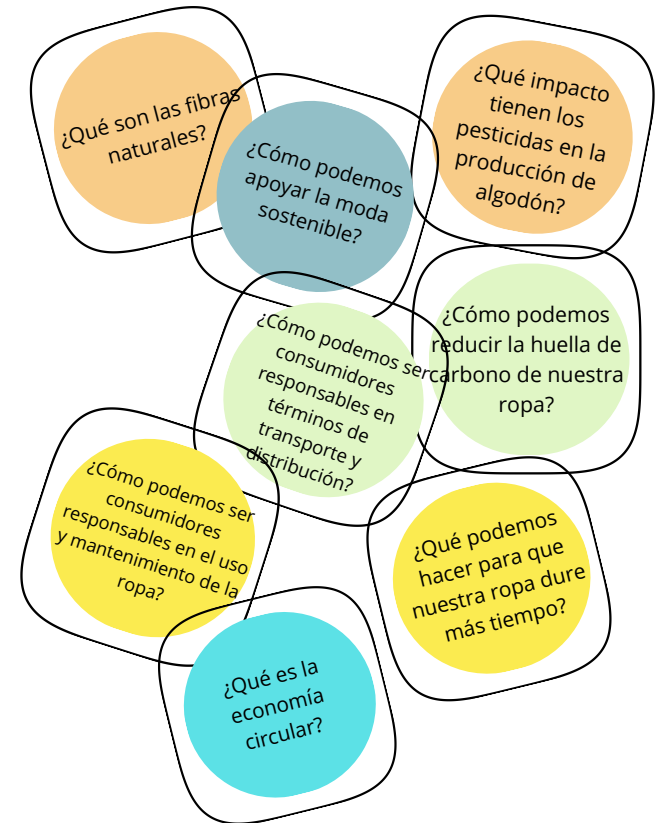 ¿Qué son las fibras
naturales?
¿Qué impacto
tienen los
pesticidas en la
producción de
algodón?
¿Cómo podemos
apoyar la moda
sostenible?
¿Cómo podemos ser
consumidores
responsables en
términos de
transporte y
distribución?
¿Cómo podemos
reducir la huella de
carbono de nuestra
ropa?
¿Cómo podemos ser
consumidores
responsables en el uso
y mantenimiento de la
ropa?
¿Qué podemos
hacer para que
nuestra ropa dure
más tiempo?
¿Qué es la
economía
circular?